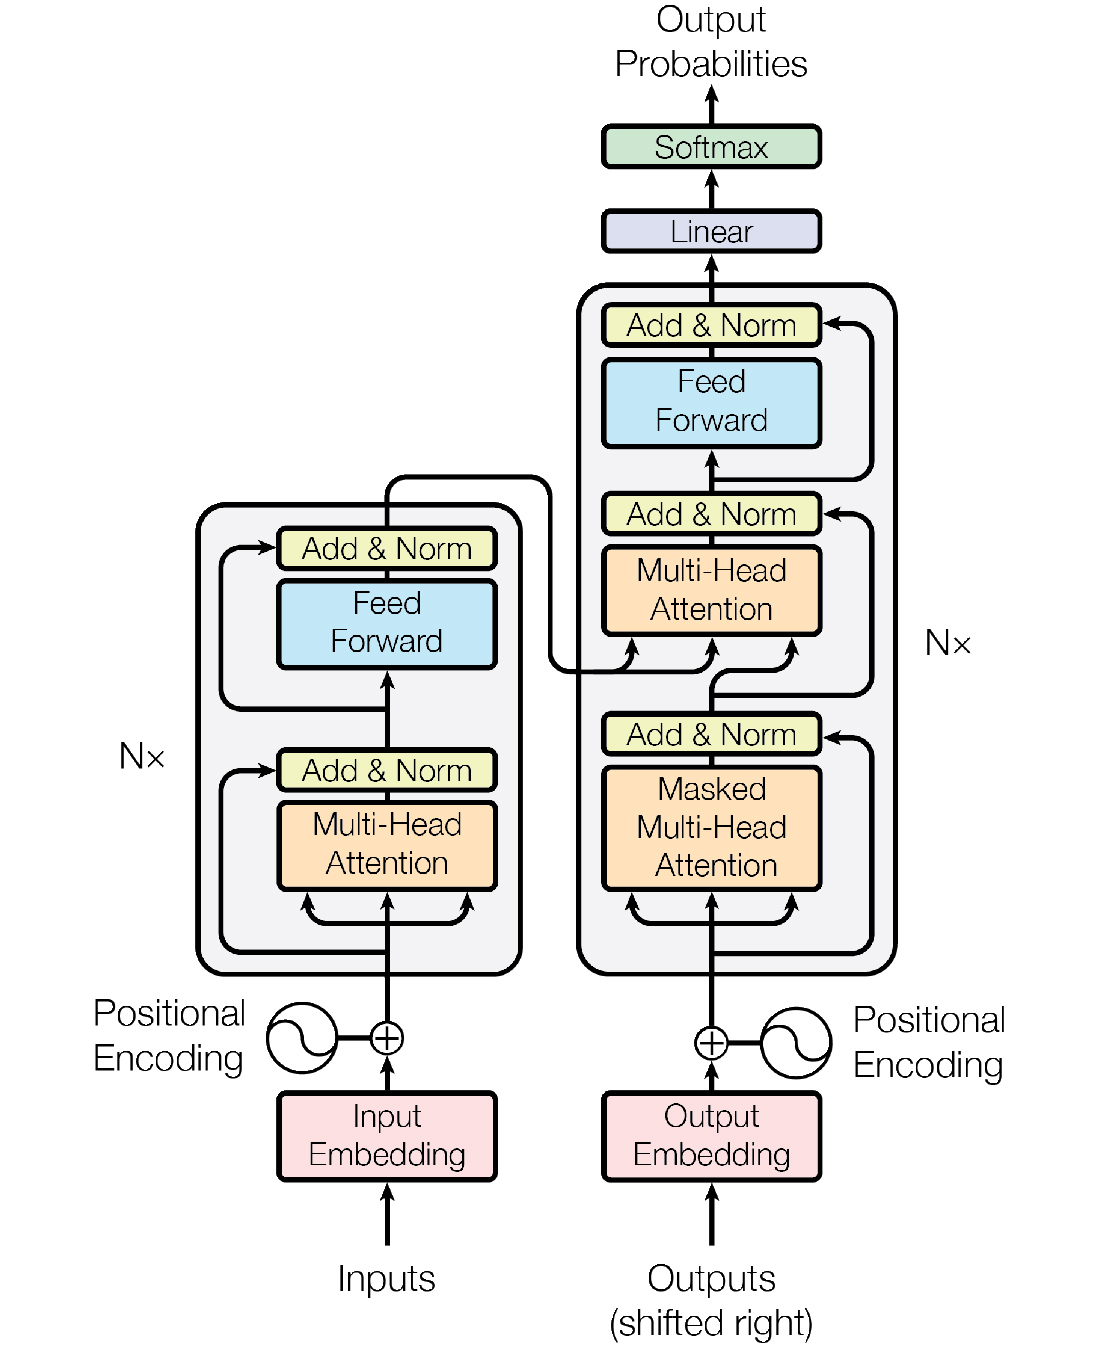 Output
Probabilities
Softmax
Linear
Add & Norm
Feed
Forward
Add & Norm
Multi-Head
Attention
N×
Add & Norm
Masked
Multi-Head
Attention
Add & Norm
Feed
Forward
N×
Add & Norm
Multi-Head
Attention
Positional
Encoding
Positional
Encoding
Input
Embedding
Output
Embedding
Inputs
Outputs
(shifted right)